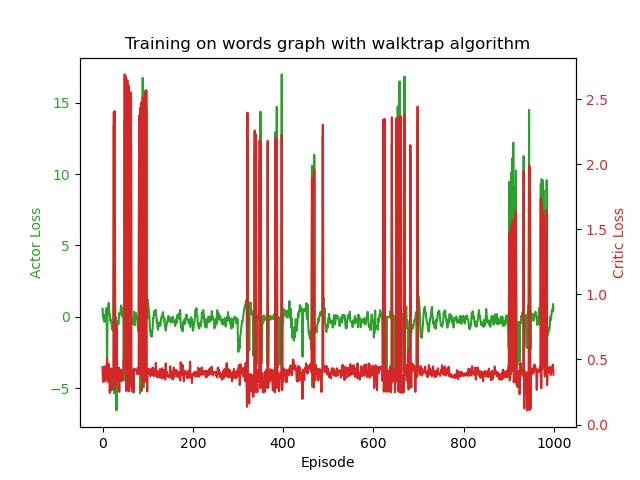 Training on words graph with walktrap algorithm
15
10
5
0
−5
Actor Loss
2.5
2.0
1.5
1.0
0.5
0.0
Critic Loss
0 200 400 600 800 1000
Episode